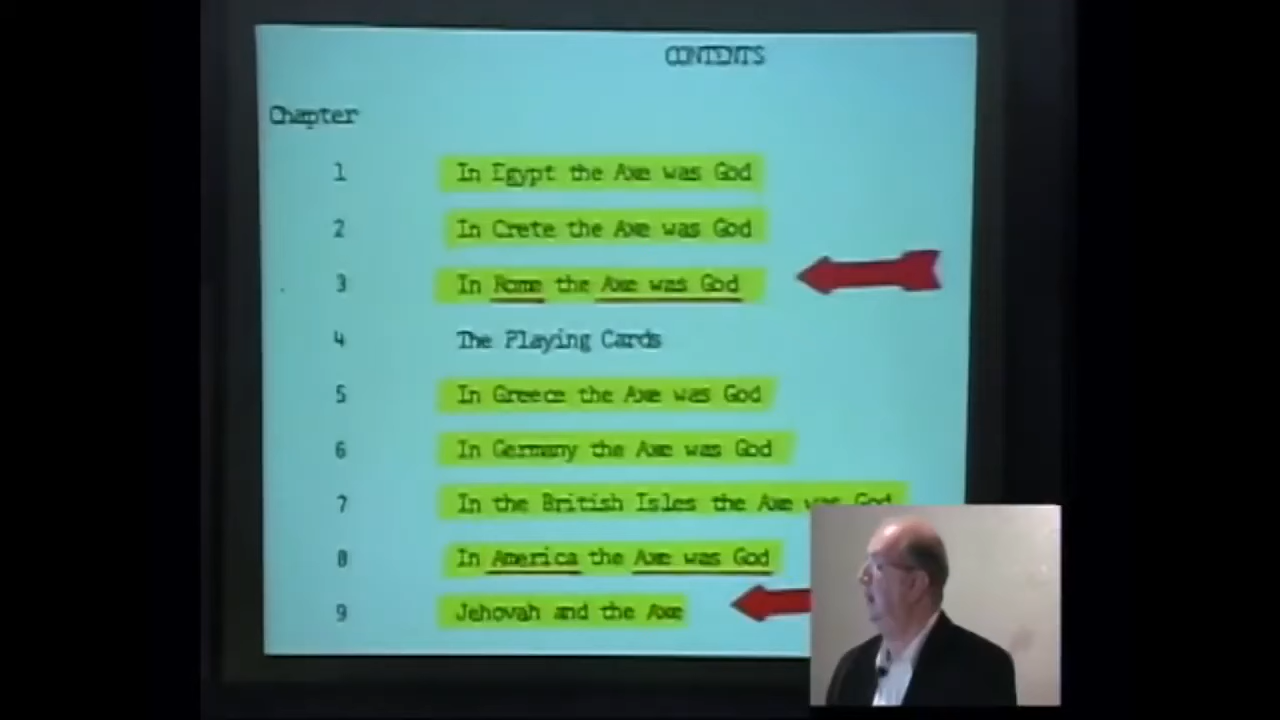 CONTENTS
Chapter
1 In Egypt the Axe was God
2 In Crete the Axe was God
3 In Rome the Axe was God
4 The Playing Cards
5 In Greece the Axe was God
6 In Germany the Axe was God
7 In the British Isles the Axe was God
8 In America the Axe was God
9 Jehovah and the Axe